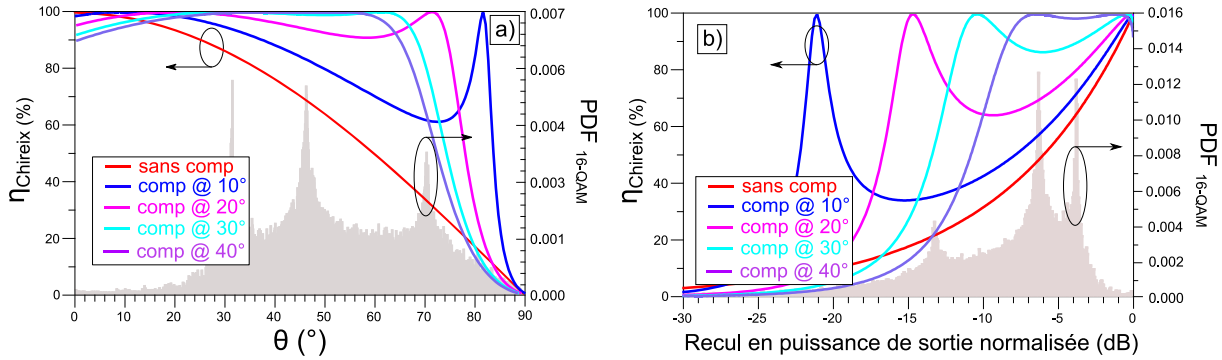 a)
100
80
60
40
20
0
η Chireix (%)
sans comp
comp @ 10°
comp @ 20°
comp @ 30°
comp @ 40°
0.007
0.006
0.005
0.004
0.003
0.002
0.001
0.000
PDF 16-QAM
0 10 20 30 40 50 60 70 80 90
θ (°)
b)
100
80
60
40
20
0
η Chireix (%)
sans comp
comp @ 10°
comp @ 20°
comp @ 30°
comp @ 40°
0.016
0.014
0.012
0.010
0.008
0.006
0.004
0.002
0.000
PDF 16-QAM
-30 -25 -20 -15 -10 -5 0
Recul en puissance de sortie normalisée (dB)